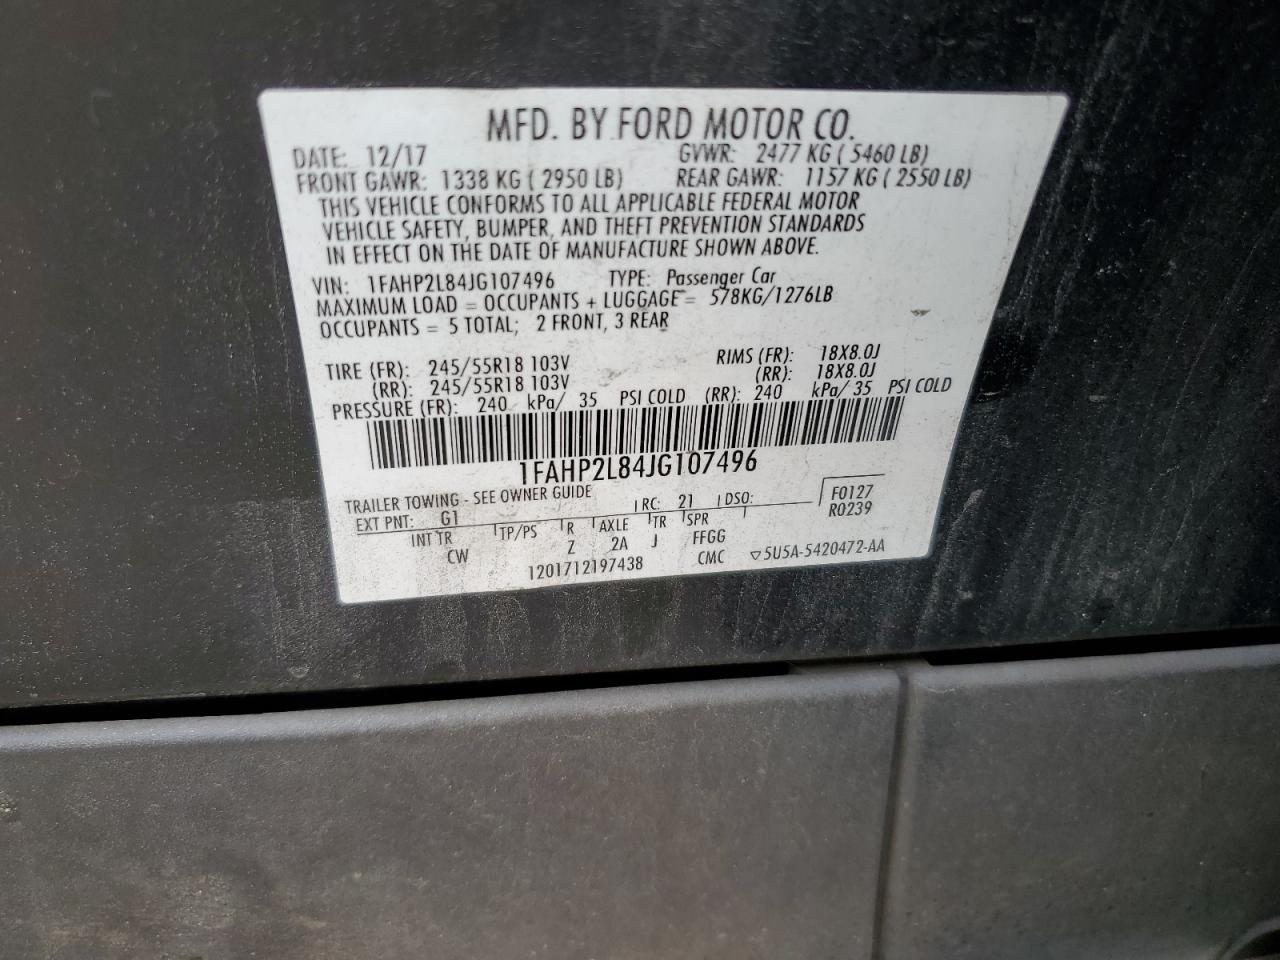 MFD. BY FORD MOTOR CO.
DATE: 12/17 GVWR: 2477 KG ( 5460 LB)
FRONT GAWR: 1338 KG ( 2950 LB) REAR GAWR: 1157 KG ( 2550 LB)
THIS VEHICLE CONFORMS TO ALL APPLICABLE FEDERAL MOTOR
VEHICLE SAFETY, BUMPER, AND THEFT PREVENTION STANDARDS
IN EFFECT ON THE DATE OF MANUFACTURE SHOWN ABOVE.
VIN: 1FAHP2L84JG107496 TYPE: Passenger Car
MAXIMUM LOAD = OCCUPANTS + LUGGAGE = 578KG/1276LB
OCCUPANTS = 5 TOTAL; 2 FRONT, 3 REAR
TIRE (FR): 245/55R18 103V RIMS (FR): 18X8.0J
(RR): 245/55R18 103V (RR): 18X8.0J
PRESSURE (FR): 240 kPa/ 35 PSI COLD (RR): 240 kPa/ 35 PSI COLD
1FAHP2L84JG107496
TRAILER TOWING - SEE OWNER GUIDE
EXT PNT: G1 RC: 21 DSO: F0127
R0239
INT TR TP/PS R AXLE TR SPR
CW Z 2A J FFGG
1201712197438 CMC ▽5U5A-5420472-AA